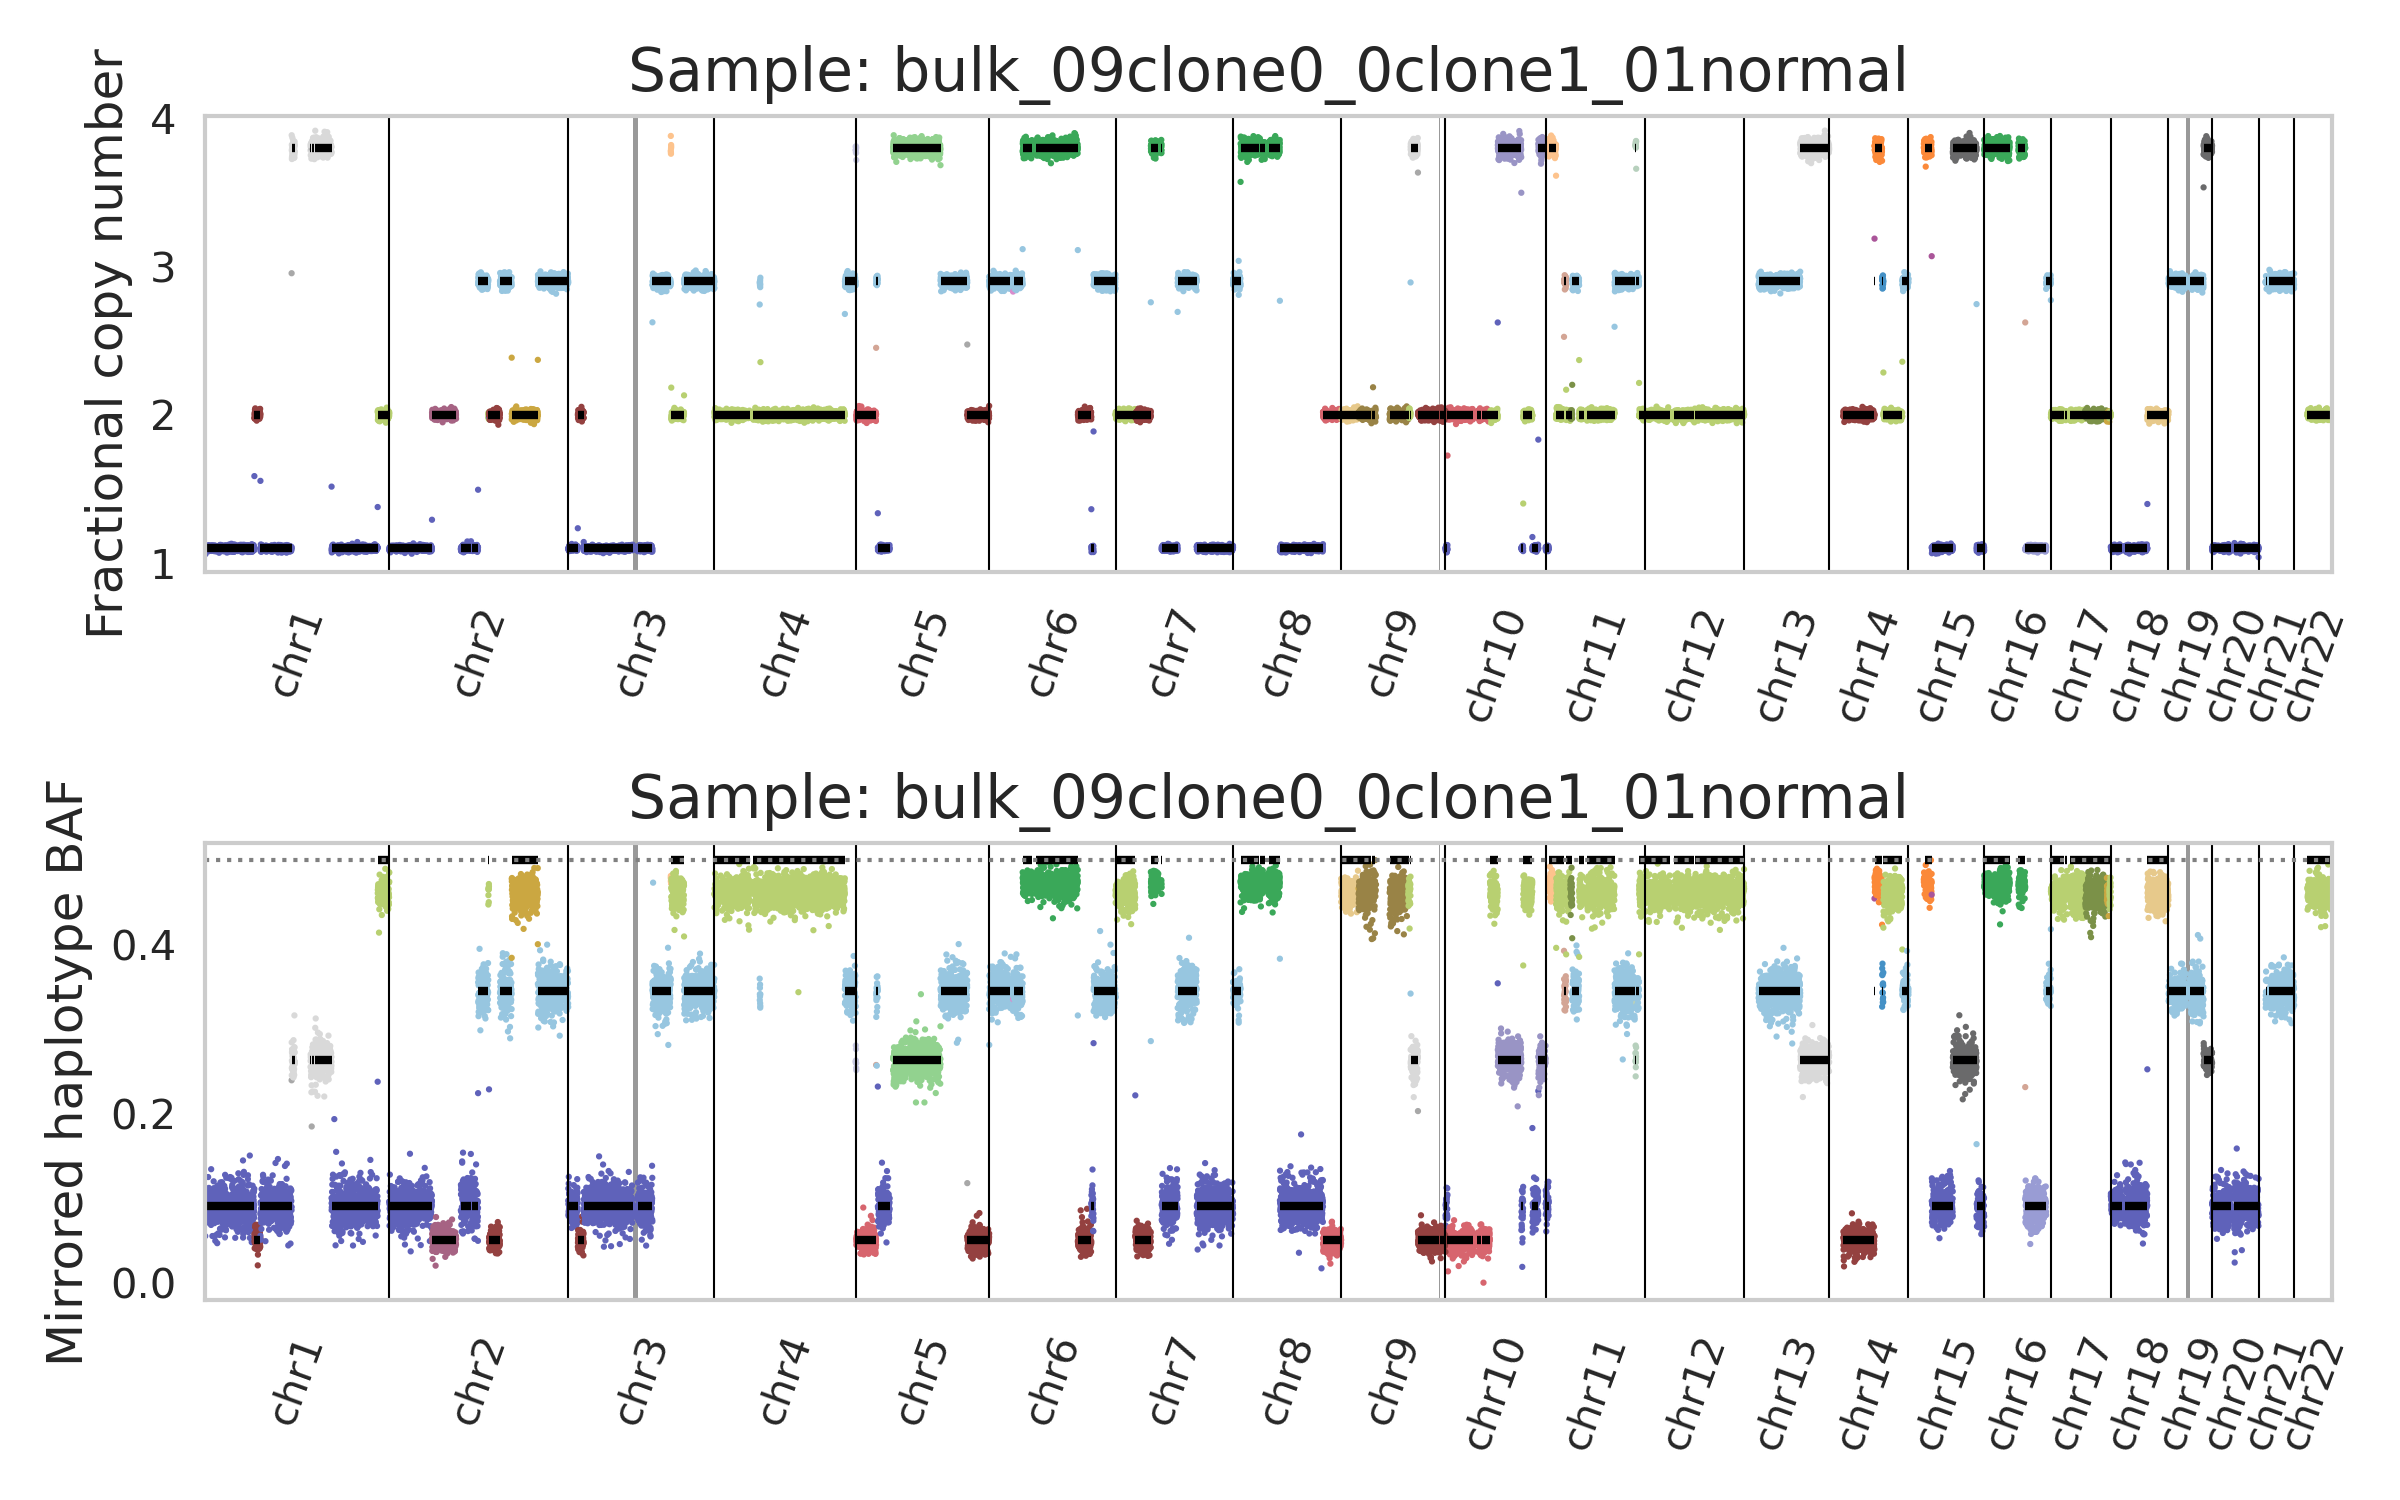 Sample: bulk_09clone0_0clone1_01normal
Fractional copy number
4
3
2
1
chr1 chr2 chr3 chr4 chr5 chr6 chr7 chr8 chr9 chr10 chr11 chr12 chr13 chr14 chr15 chr16 chr17 chr18 chr19 chr20 chr21 chr22
Sample: bulk_09clone0_0clone1_01normal
Mirrored haplotype BAF
0.4
0.2
0.0
chr1 chr2 chr3 chr4 chr5 chr6 chr7 chr8 chr9 chr10 chr11 chr12 chr13 chr14 chr15 chr16 chr17 chr18 chr19 chr20 chr21 chr22